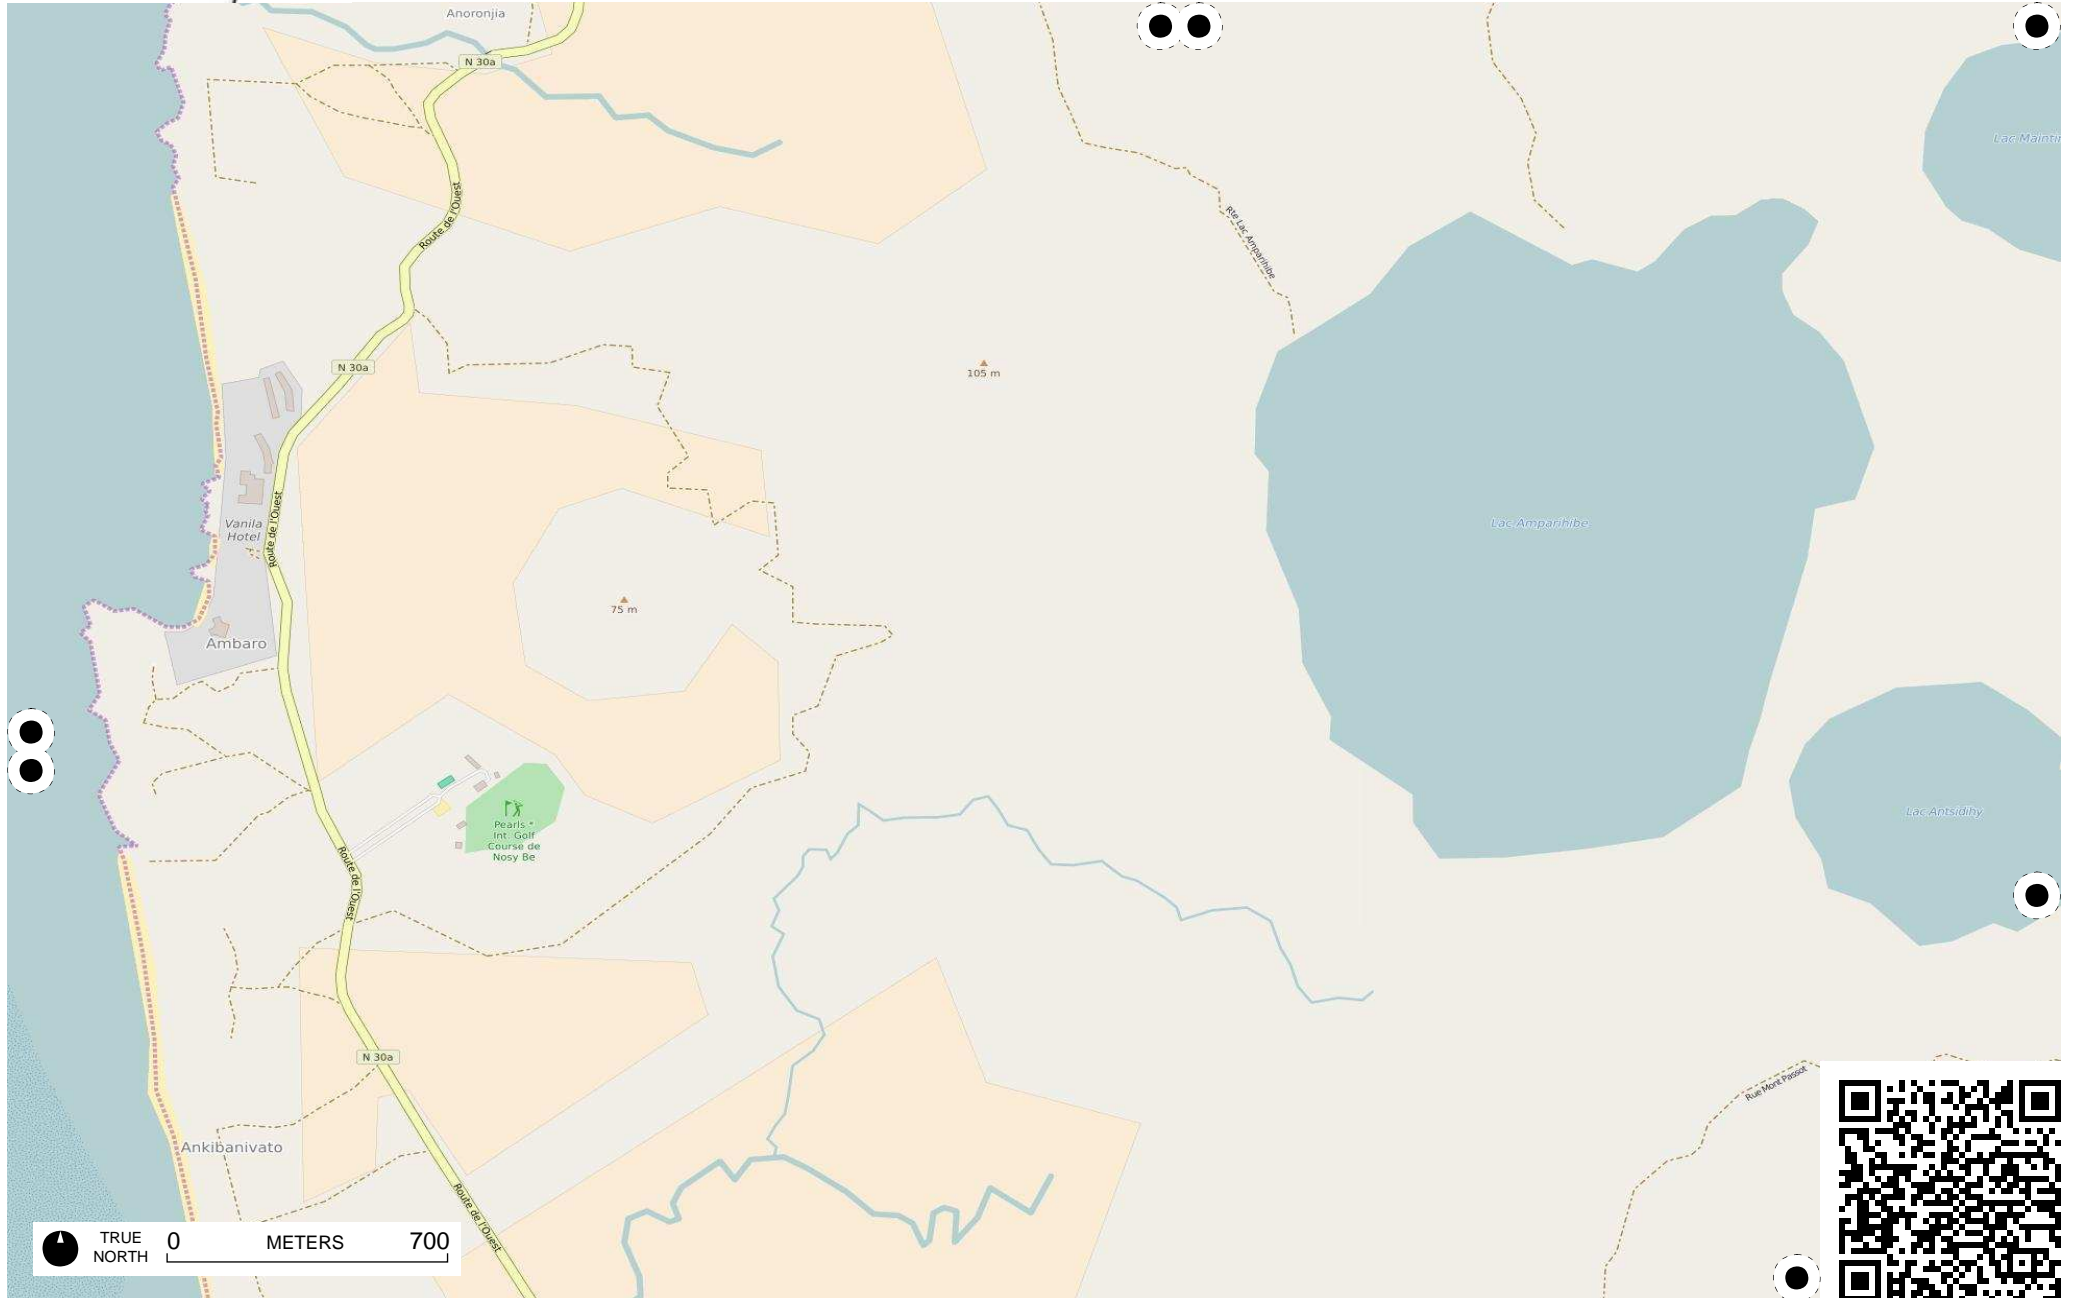 Anoronjia
N 30a
Lac Maintin
Route de l'Ouest
Rte Lac Amparihibe
N 30a
105 m
Route de l'Ouest
Vanila
Hotel
Lac Amparihibe
75 m
Ambaro
Pearls *
Int. Golf
Course de
Nosy Be
Lac Antsidihy
Route de l'Ouest
N 30a
Rue Mont Passot
Ankibanivato
Route de l'Ouest
TRUE
NORTH
0 METERS 700